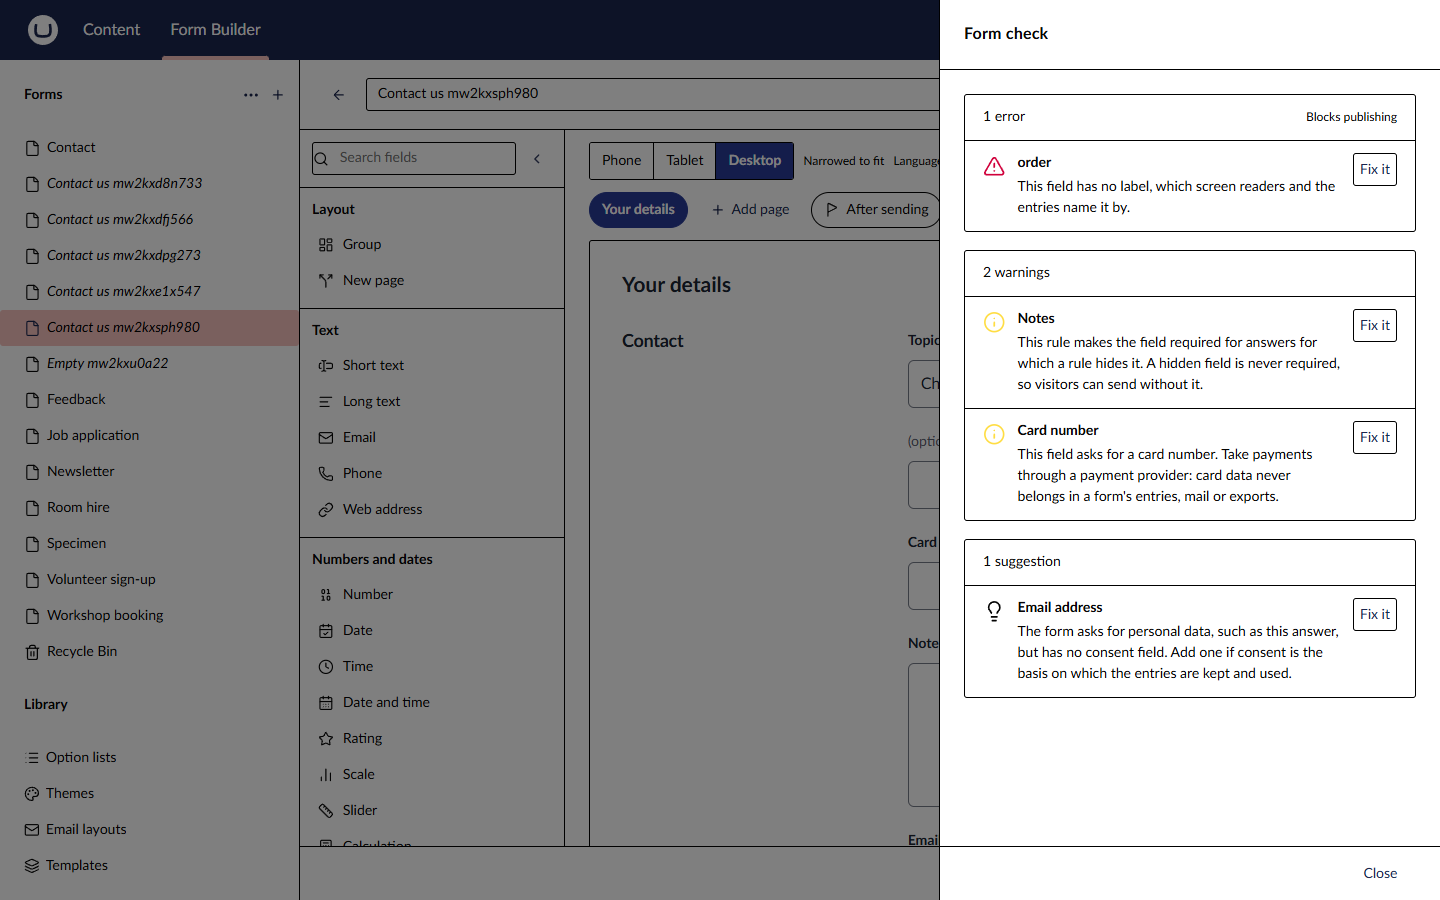 Content
Form Builder
Forms
Contact
Contact us mw2kxd8n733
Contact us mw2kxdfj566
Contact us mw2kxdpg273
Contact us mw2kxe1x547
Contact us mw2kxsph980
Empty mw2kxu0a22
Feedback
Job application
Newsletter
Room hire
Specimen
Volunteer sign-up
Workshop booking
Recycle Bin
Library
Option lists
Themes
Email layouts
Templates
Contact us mw2kxsph980
Search fields
Layout
Group
New page
Text
Short text
Long text
Email
Phone
Web address
Numbers and dates
Number
Date
Time
Date and time
Rating
Scale
Slider
Calculation
Phone
Tablet
Desktop
Narrowed to fit
Language
Your details
Add page
After sending
Your details
Contact
Topic
Ch
(optio
Card
Note
Emai
Form check
1 error
Blocks publishing
order
Fix it
This field has no label, which screen readers and the
entries name it by.
2 warnings
Notes
Fix it
This rule makes the field required for answers for
which a rule hides it. A hidden field is never required,
so visitors can send without it.
Card number
Fix it
This field asks for a card number. Take payments
through a payment provider: card data never
belongs in a form's entries, mail or exports.
1 suggestion
Email address
Fix it
The form asks for personal data, such as this answer,
but has no consent field. Add one if consent is the
basis on which the entries are kept and used.
Close